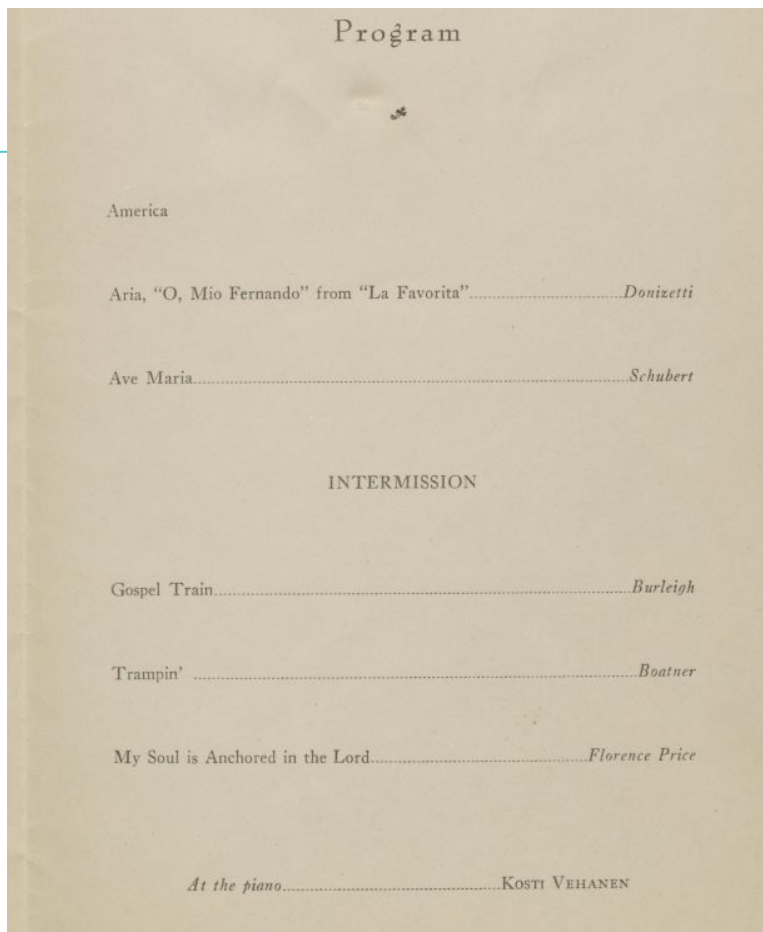 Program
America
Aria, "O, Mio Fernando" from "La Favorita"........Donizetti
Ave Maria........Schubert
INTERMISSION
Gospel Train........Burleigh
Trampin' ........Boatner
My Soul is Anchored in the Lord........Florence Price
At the piano........KOSTI VEHANEN